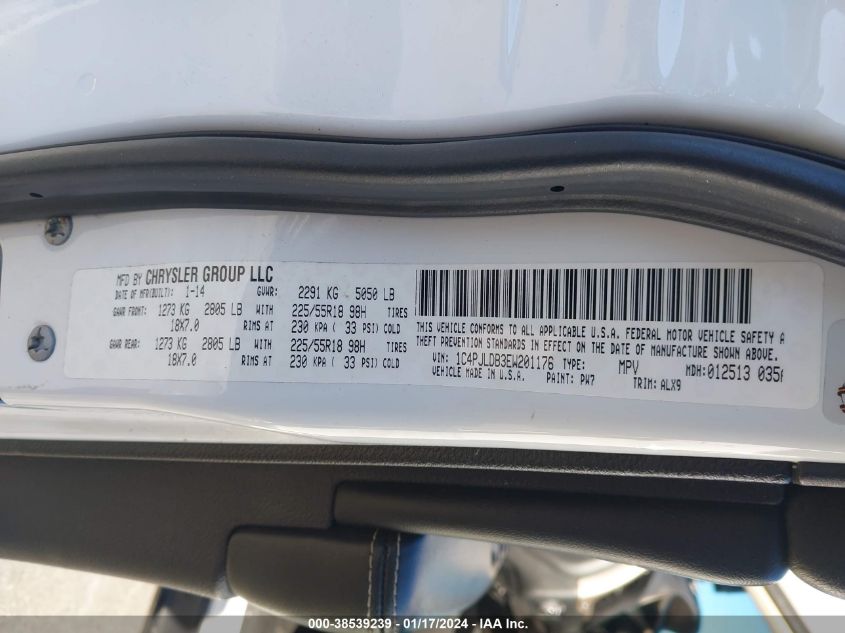 MFD BY CHRYSLER GROUP LLC
DATE OF MFR(BUILT): 1-14 GVWR: 2291 KG - 5050 LB
GAWR FRONT: 1273 KG 2805 LB WITH 225/55R18 98H TIRES
18X7.0 RIMS AT 230 KPA ( 33 PSI) COLD
GAWR REAR: 1273 KG 2805 LB WITH 225/55R18 98H TIRES
18X7.0 RIMS AT 230 KPA ( 33 PSI) COLD
THIS VEHICLE CONFORMS TO ALL APPLICABLE U.S.A. FEDERAL MOTOR VEHICLE SAFETY A
THEFT PREVENTION STANDARDS IN EFFECT ON THE DATE OF MANUFACTURE SHOWN ABOVE.
VIN: 1C4PJLDB3EW201176 TYPE: MPV MDH:012513 035
VEHICLE MADE IN U.S.A. PAINT: PW7 TRIM: ALX9
000-38539239 - 01/17/2024 - IAA Inc.